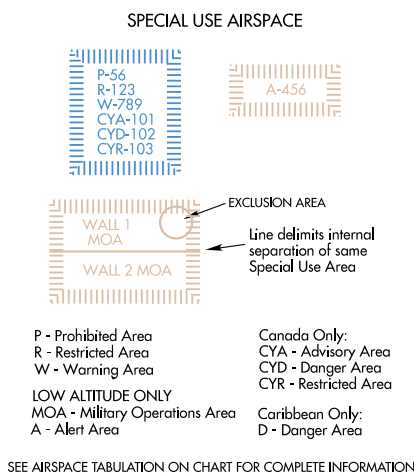 SPECIAL USE AIRSPACE
P-56
R-123
W-789
CYA-101
CYD-102
CYR-103
A-456
WALL 1
MOA
WALL 2 MOA
EXCLUSION AREA
Line delimits internal
separation of same
Special Use Area
P - Prohibited Area
R - Restricted Area
W - Warning Area
LOW ALTITUDE ONLY
MOA - Military Operations Area
A - Alert Area
Canada Only:
CYA - Advisory Area
CYD - Danger Area
CYR - Restricted Area
Caribbean Only:
D - Danger Area
SEE AIRSPACE TABULATION ON CHART FOR COMPLETE INFORMATION